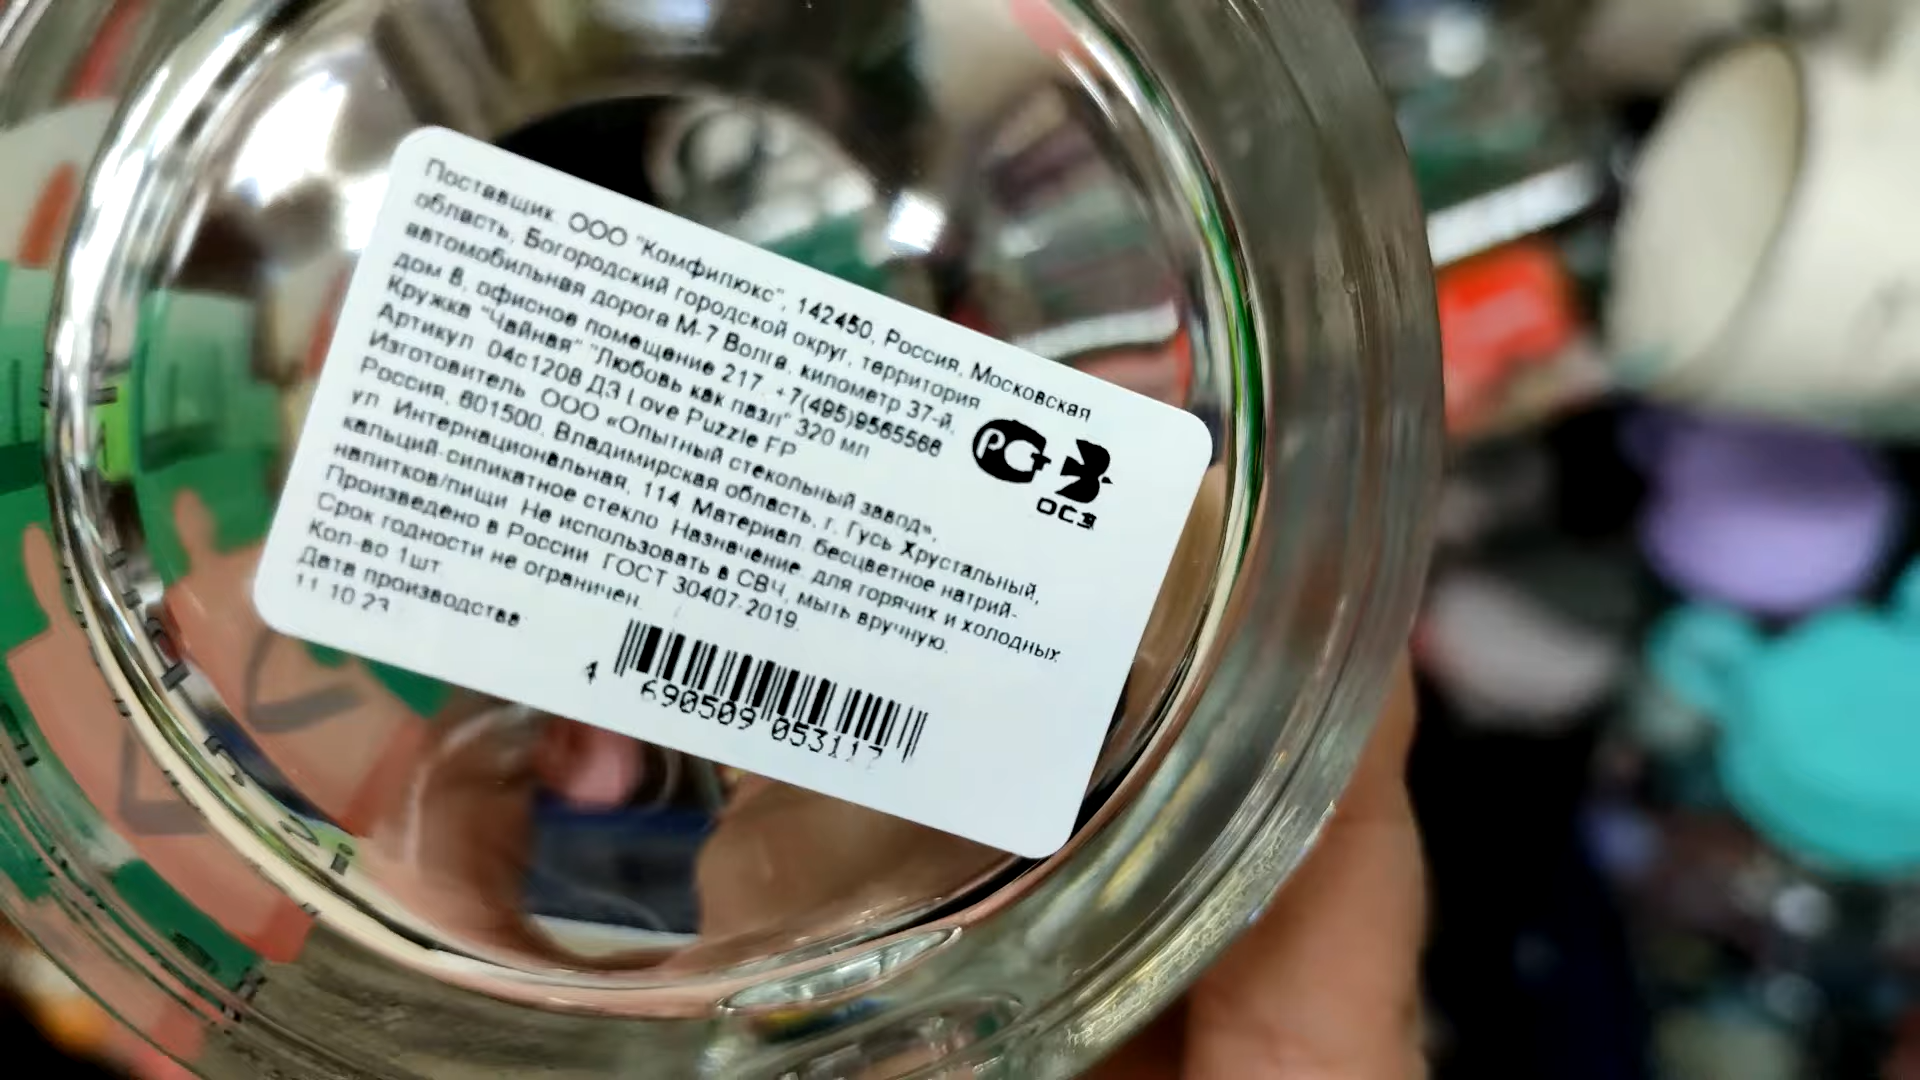 Поставщик ООО "Комфилюкс", 142450, Россия, Московская
область, Богородский городской округ, территория
автомобильная дорога М-7 Волга, километр 37-й,
дом 8, офисное помещение 217. +7(495)9565566
Кружка "Чайная" "Любовь как пазл" 320 мл
Артикул 04с1208 ДЗ Love Puzzle FP
Изготовитель ООО «Опытный стекольный завод»,
Россия, 601500, Владимирская область, г. Гусь Хрустальный,
ул Интернациональная, 114. Материал бесцветное натрий-
кальций-силикатное стекло Назначение для горячих и холодных
напитков/пищи Не использовать в СВЧ, мыть вручную.
Произведено в России ГОСТ 30407-2019.
Срок годности не ограничен
Кол-во 1шт
Дата производства
11 10 23
РСТ
ОСЗ
4 690509 053117